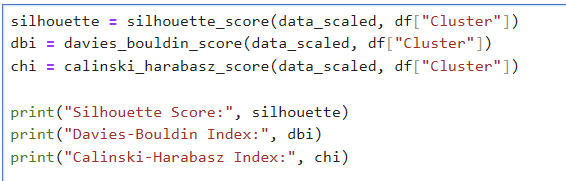 silhouette = silhouette_score(data_scaled, df["Cluster"])
dbi = davies_bouldin_score(data_scaled, df["Cluster"])
chi = calinski_harabasz_score(data_scaled, df["Cluster"])
print("Silhouette Score:", silhouette)
print("Davies-Bouldin Index:", dbi)
print("Calinski-Harabasz Index:", chi)